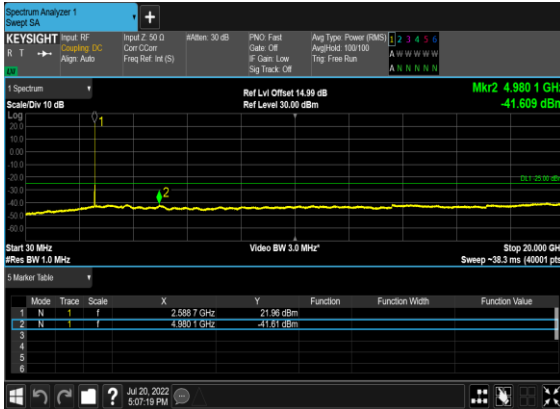 Spectrum Analyzer 1
Swept SA
+
KEYSIGHT Input: RF Input Z: 50 Ω #Atten: 30 dB PNO: Fast Avg Type: Power (RMS) 1 2 3 4 5 6
R T Coupling: DC Corr CCorr Gate: Off Avg|Hold: 100/100 A W W W W W
Align: Auto Freq Ref: Int (S) IF Gain: Low Trig: Free Run
LXI Sig Track: Off A N N N N N
1 Spectrum Ref Lvl Offset 14.99 dB Mkr2 4.980 1 GHz
Scale/Div 10 dB Ref Level 30.00 dBm -41.609 dBm
Log
20.0
10.0
0.00
-10.0
-20.0
-30.0
-40.0
-50.0
-60.0
1
2
DL1 -25.00 dBm
Start 30 MHz Video BW 3.0 MHz* Stop 20.000 GHz
#Res BW 1.0 MHz Sweep ~38.3 ms (40001 pts)
5 Marker Table
Mode Trace Scale X Y Function Function Width Function Value
1 N 1 f 2.588 7 GHz 21.96 dBm
2 N 1 f 4.980 1 GHz -41.61 dBm
3
4
5
6
? Jul 20, 2022
5:07:19 PM